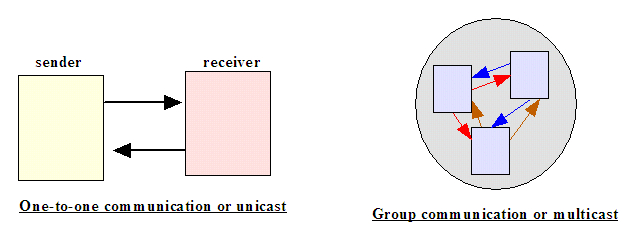 sender
receiver
One-to-one communication or unicast
Group communication or multicast